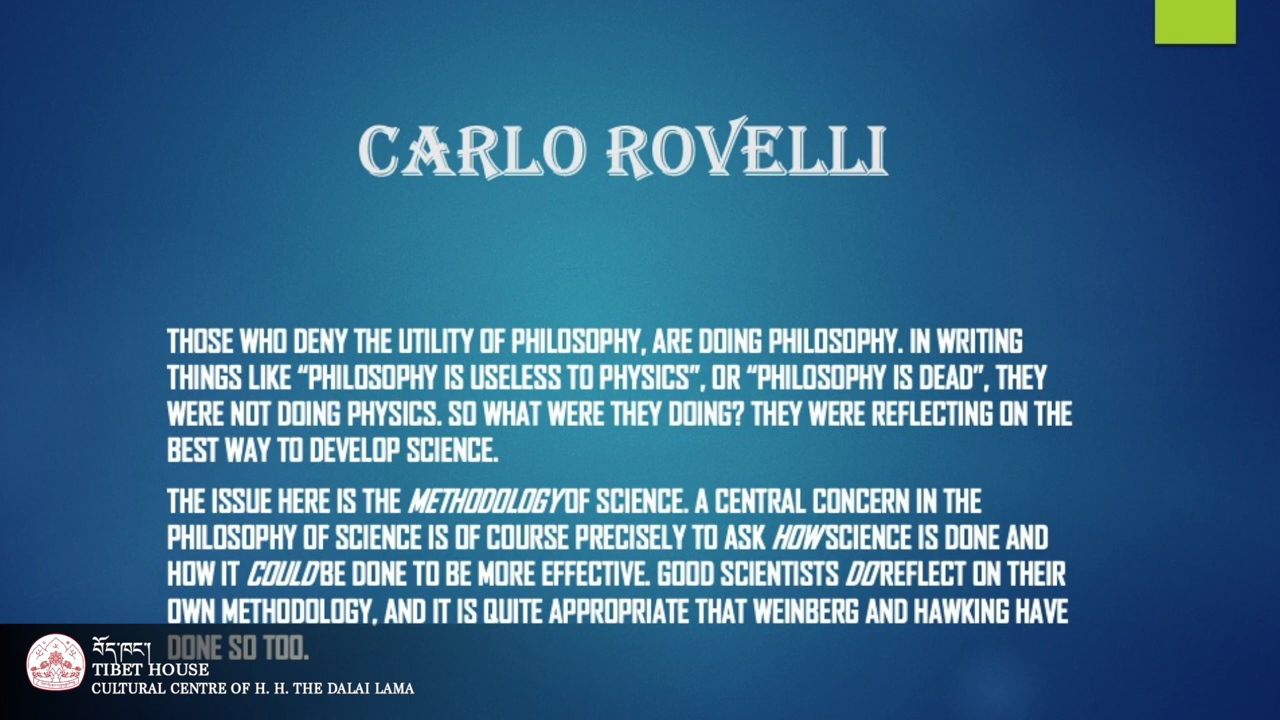 CARLO ROVELLI
THOSE WHO DENY THE UTILITY OF PHILOSOPHY, ARE DOING PHILOSOPHY. IN WRITING
THINGS LIKE “PHILOSOPHY IS USELESS TO PHYSICS”, OR “PHILOSOPHY IS DEAD”, THEY
WERE NOT DOING PHYSICS. SO WHAT WERE THEY DOING? THEY WERE REFLECTING ON THE
BEST WAY TO DEVELOP SCIENCE.
THE ISSUE HERE IS THE METHODOLOGY OF SCIENCE. A CENTRAL CONCERN IN THE
PHILOSOPHY OF SCIENCE IS OF COURSE PRECISELY TO ASK HOW SCIENCE IS DONE AND
HOW IT COULD BE DONE TO BE MORE EFFECTIVE. GOOD SCIENTISTS DO REFLECT ON THEIR
OWN METHODOLOGY, AND IT IS QUITE APPROPRIATE THAT WEINBERG AND HAWKING HAVE
DONE SO TOO.
བོད་ཁང་།
TIBET HOUSE
CULTURAL CENTRE OF H. H. THE DALAI LAMA